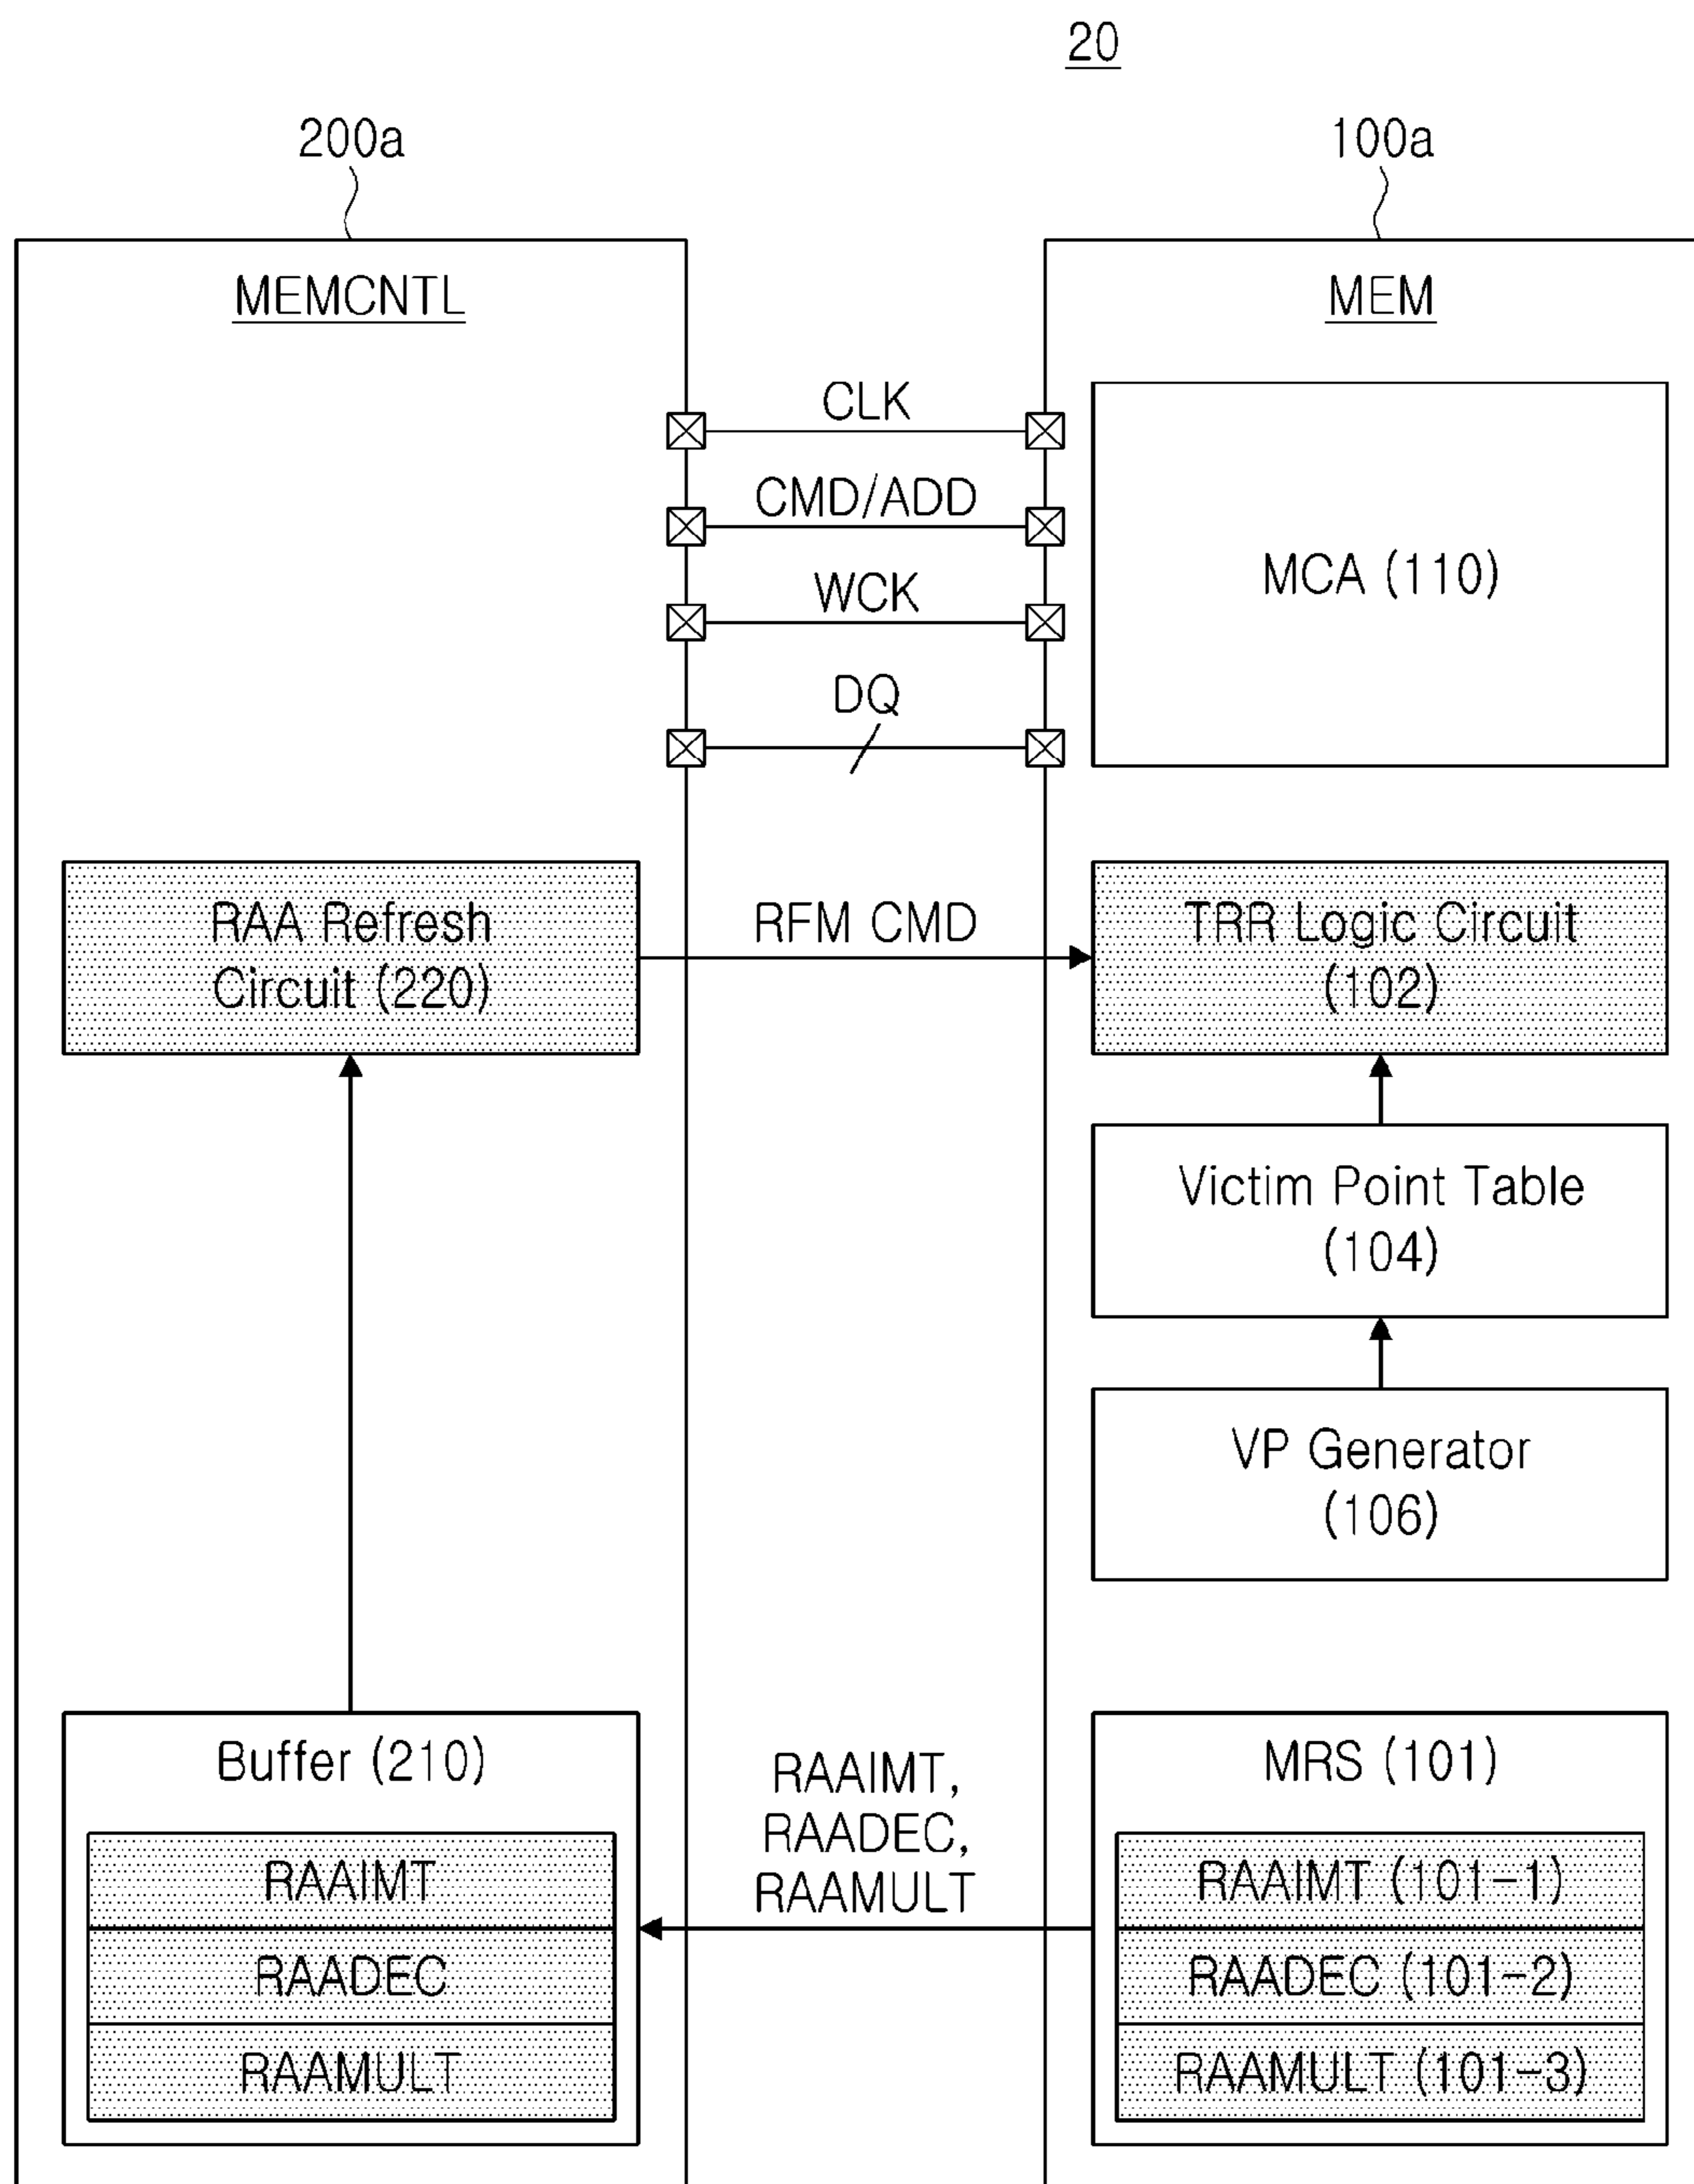 20
200a
100a
MEMCNTL
MEM
CLK
CMD/ADD
WCK
DQ
MCA (110)
RAA Refresh
Circuit (220)
RFM CMD
TRR Logic Circuit
(102)
Victim Point Table
(104)
VP Generator
(106)
Buffer (210)
RAAIMT
RAADEC
RAAMULT
RAAIMT,
RAADEC,
RAAMULT
MRS (101)
RAAIMT (101-1)
RAADEC (101-2)
RAAMULT (101-3)